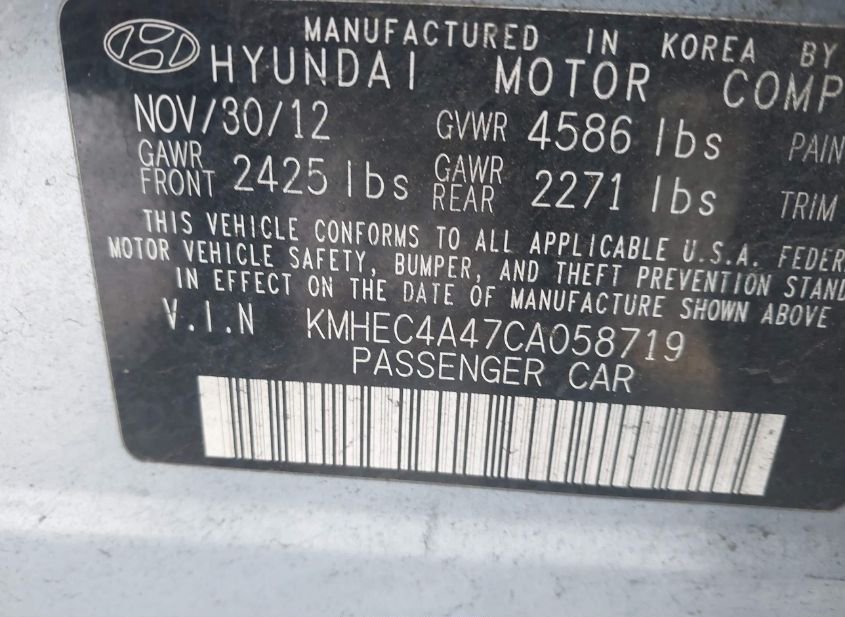 MANUFACTURED IN KOREA BY
HYUNDAI MOTOR COMP
NOV/30/12 GVWR 4586 lbs PAIN
GAWR FRONT 2425 lbs GAWR REAR 2271 lbs TRIM
THIS VEHICLE CONFORMS TO ALL APPLICABLE U.S.A. FEDER
MOTOR VEHICLE SAFETY, BUMPER, AND THEFT PREVENTION STAND
IN EFFECT ON THE DATE OF MANUFACTURE SHOWN ABOVE
V.I.N KMHEC4A47CA058719
PASSENGER CAR